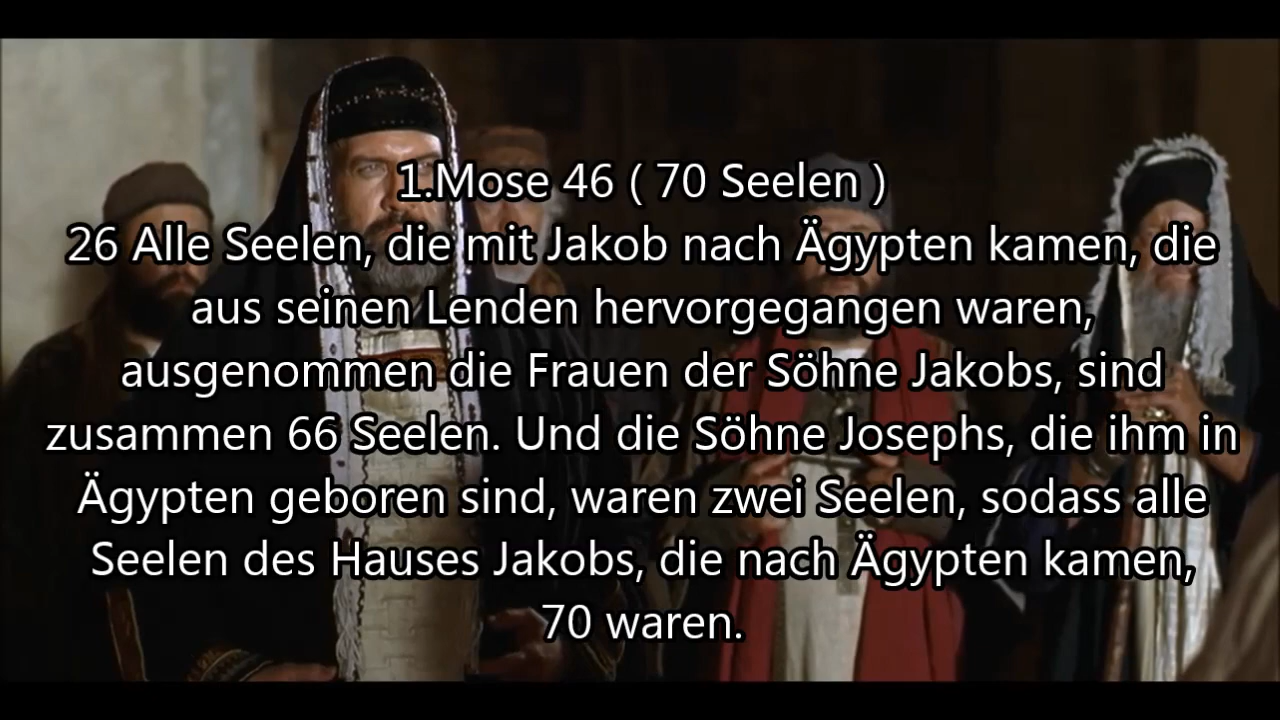 1.Mose 46 ( 70 Seelen )
26 Alle Seelen, die mit Jakob nach Ägypten kamen, die
aus seinen Lenden hervorgegangen waren,
ausgenommen die Frauen der Söhne Jakobs, sind
zusammen 66 Seelen. Und die Söhne Josephs, die ihm in
Ägypten geboren sind, waren zwei Seelen, sodass alle
Seelen des Hauses Jakobs, die nach Ägypten kamen,
70 waren.